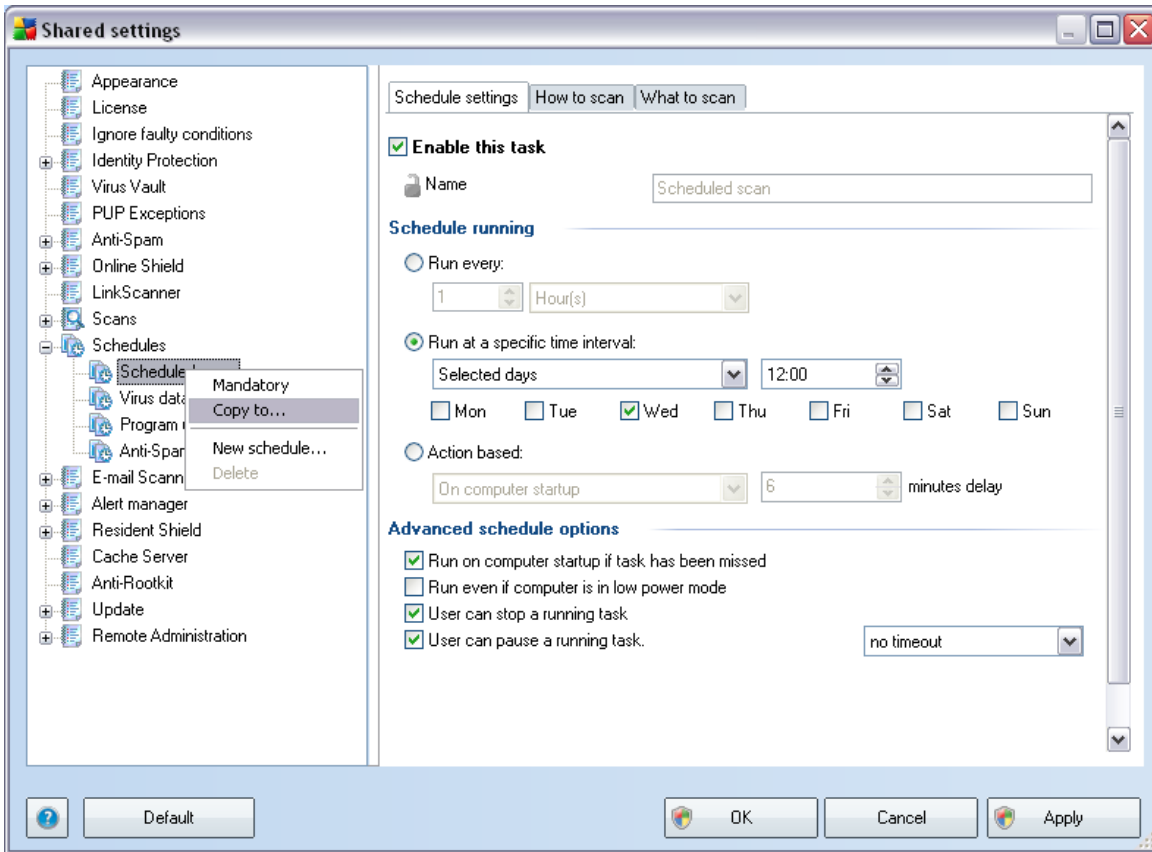 Shared settings
Appearance
License
Ignore faulty conditions
Identity Protection
Virus Vault
PUP Exceptions
Anti-Spam
Online Shield
LinkScanner
Scans
Schedules
Virus
Program
E-mail
Alert manager
Resident Shield
Cache Server
Anti-Rootkit
Update
Remote Administration
Mandatory
Copy to...
New schedule...
Delete
Schedule settings How to scan What to scan
Enable this task
Name Scheduled scan
Schedule running
Run every:
1 Hour(s)
Run at a specific time interval:
Selected days 12:00
Mon Tue Wed Thu Fri Sat Sun
Action based:
On computer startup 6 minutes delay
Advanced schedule options
Run on computer startup if task has been missed
Run even if computer is in low power mode
User can stop a running task
User can pause a running task. no timeout
Default OK Cancel Apply